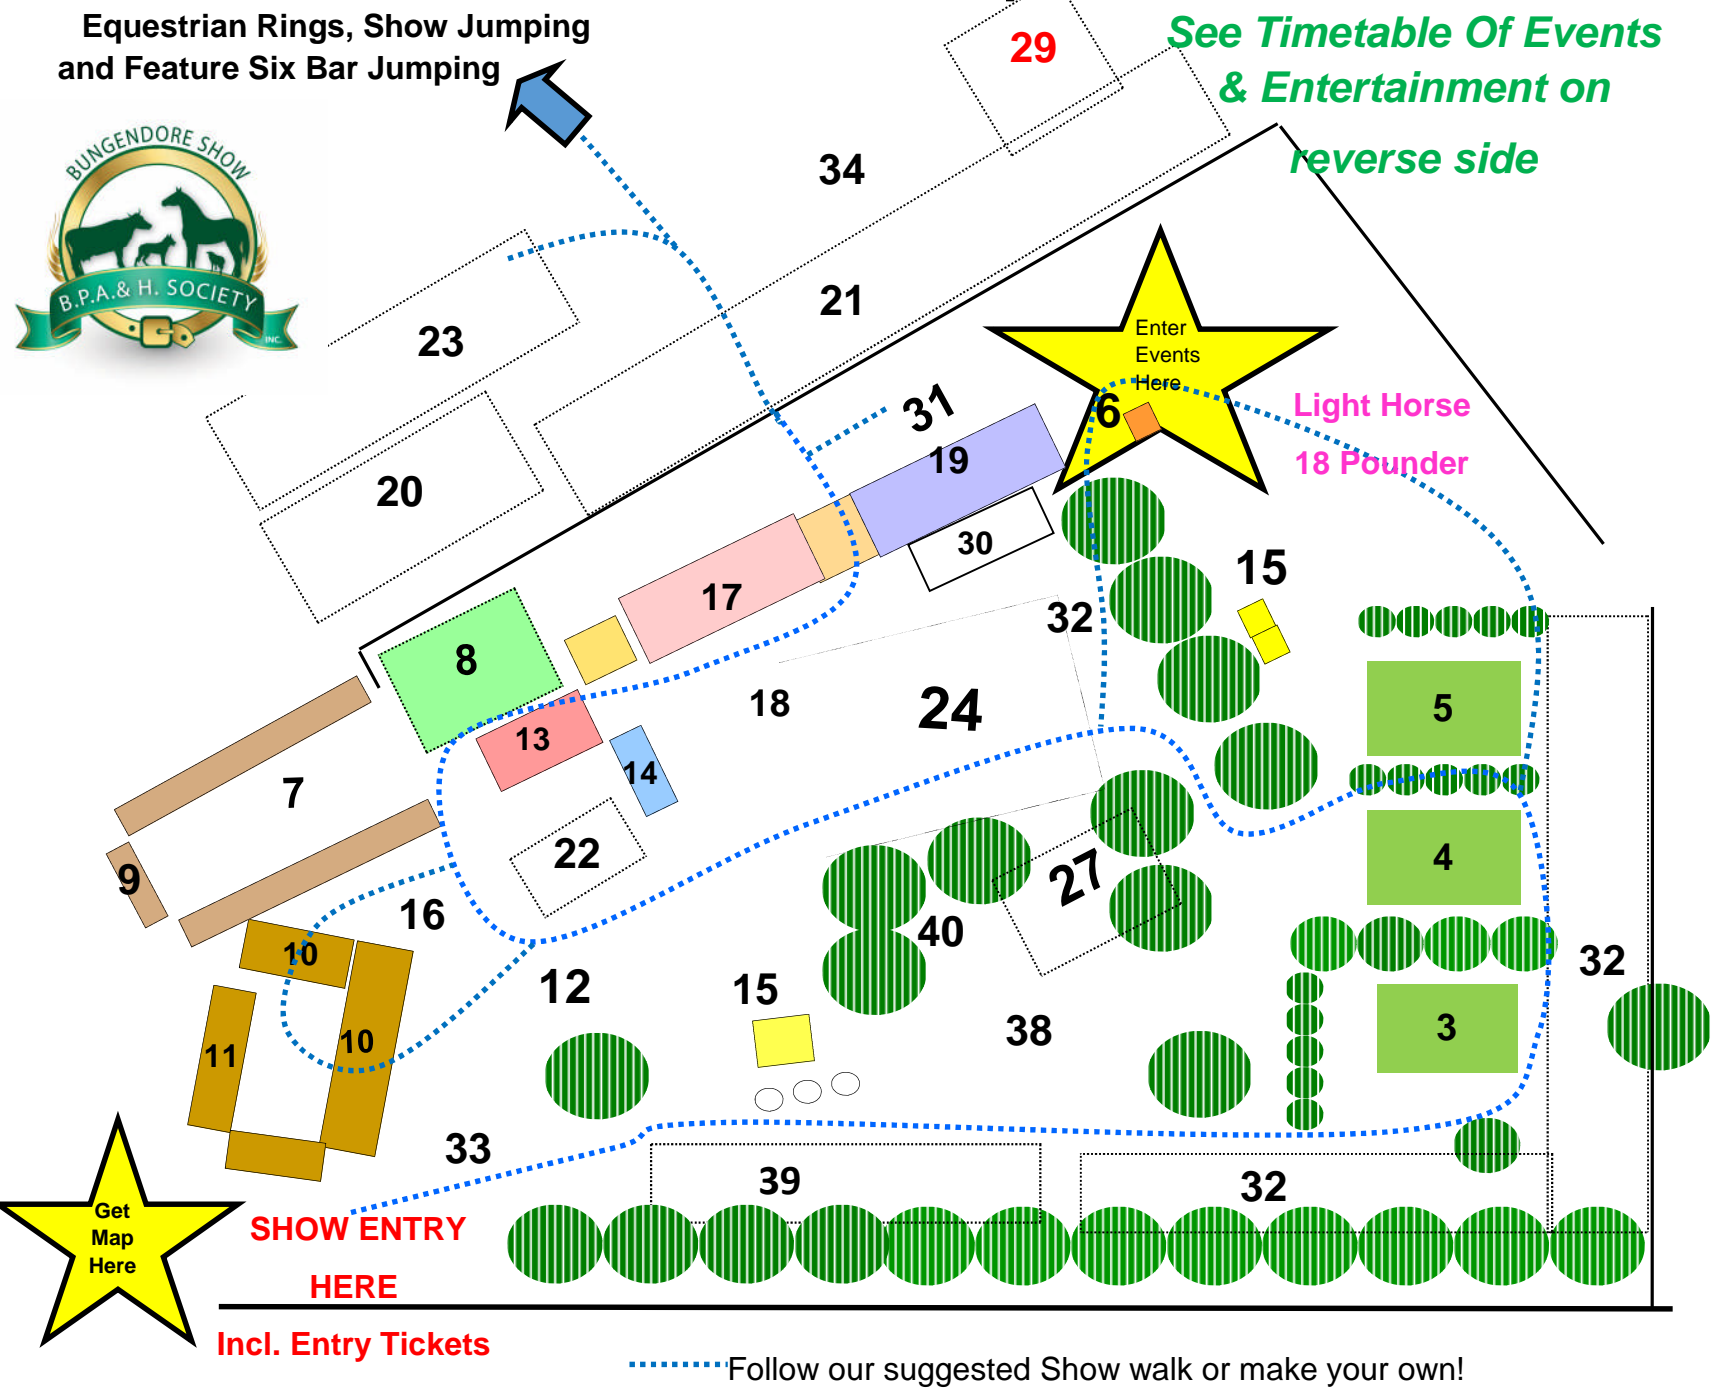 Equestrian Rings, Show Jumping
and Feature Six Bar Jumping
See Timetable Of Events
& Entertainment on
reverse side
BUNGENDORE SHOW
B.P.A.& H. SOCIETY
INC.
29
34
21
23
20
31
19
30
Enter
Events
Here
6
Light Horse
18 Pounder
15
17
32
8
18
24
5
13
14
7
22
4
9
27
16
40
10
12
15
32
38
3
11
10
33
39
32
Get
Map
Here
SHOW ENTRY
HERE
Incl. Entry Tickets
Follow our suggested Show walk or make your own!